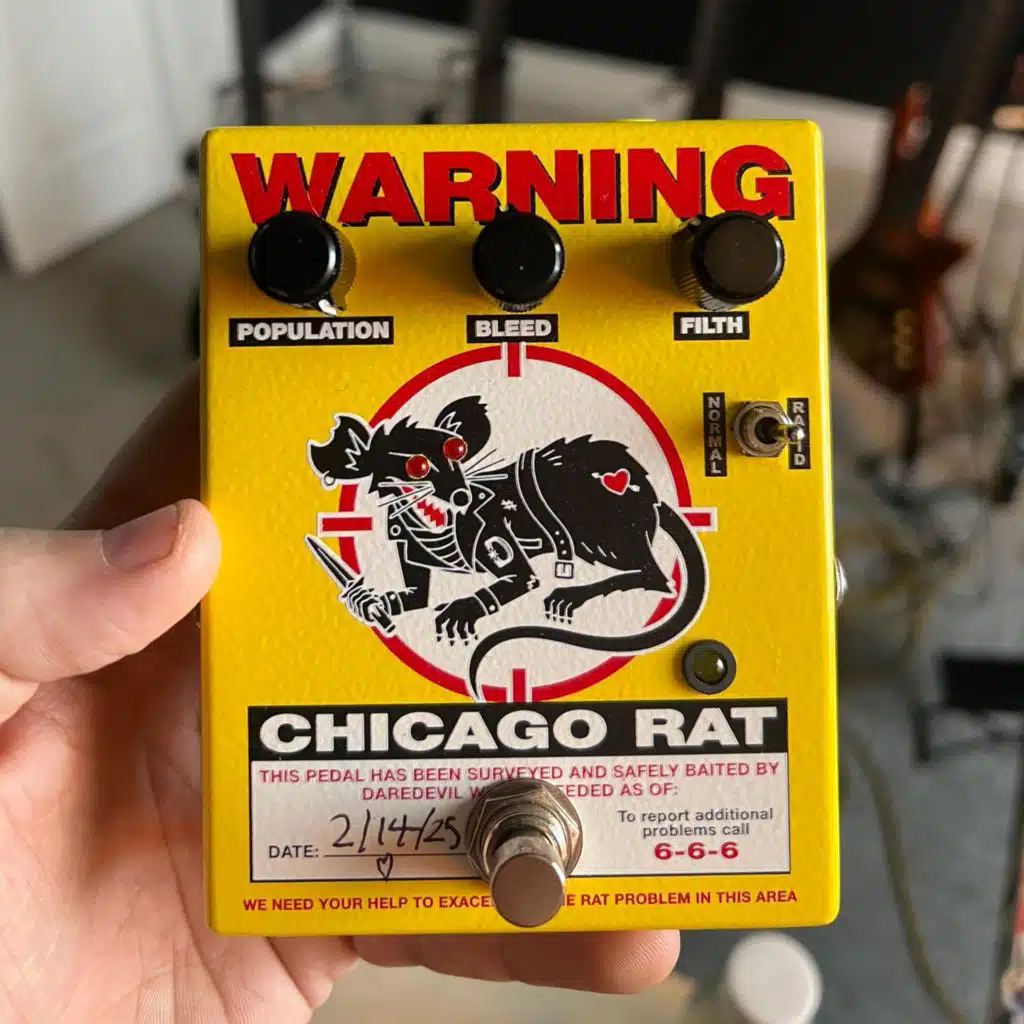 WARNING
POPULATION BLEED FILTH
NORMAL
CHICAGO RAT
THIS PEDAL HAS BEEN SURVEYED AND SAFELY BAITED BY
DAREDEVIL AS OF:
DATE: 2/14/25
To report additional
problems call
6-6-6
WE NEED YOUR HELP TO RAT PROBLEM IN THIS AREA